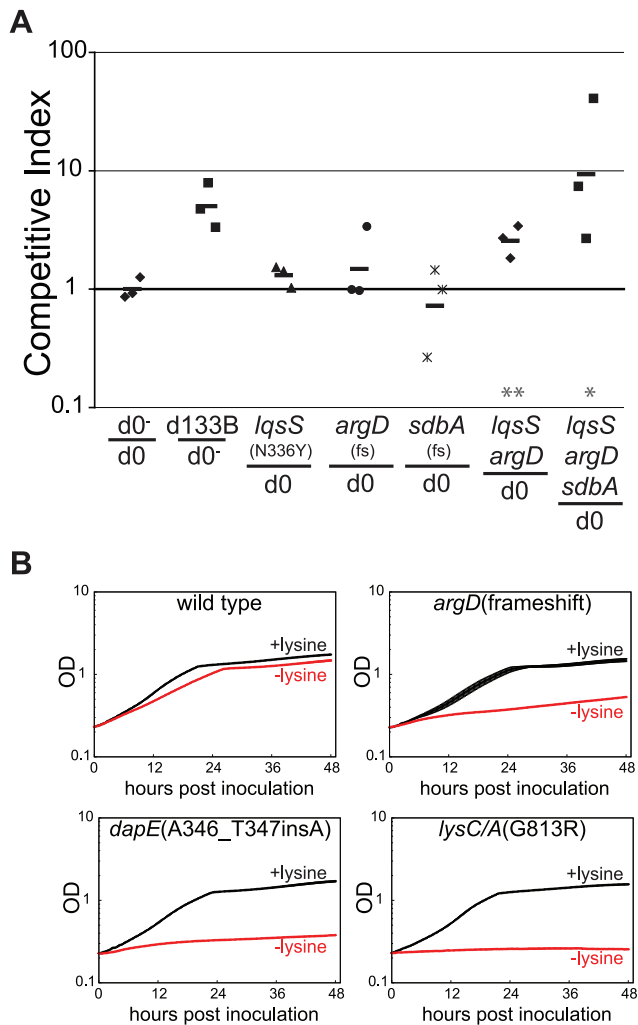 A
Competitive Index
100
10
1
0.1
** *
d0- d133B lqsS argD sdbA lqsS lqsS
(N336Y) (fs) (fs) argD argD
sdbA
d0 d0- d0 d0 d0 d0 d0
B
wild type
OD
10
1
0.1
+lysine
-lysine
0 12 24 36 48
hours post inoculation
argD(frameshift)
OD
10
1
0.1
+lysine
-lysine
0 12 24 36 48
hours post inoculation
dapE(A346_T347insA)
OD
10
1
0.1
+lysine
-lysine
0 12 24 36 48
hours post inoculation
lysC/A(G813R)
OD
10
1
0.1
+lysine
-lysine
0 12 24 36 48
hours post inoculation